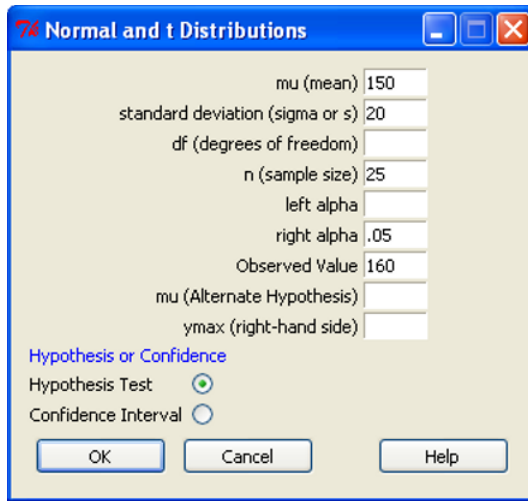 Normal and t Distributions
mu (mean) 150
standard deviation (sigma or s) 20
df (degrees of freedom)
n (sample size) 25
left alpha
right alpha .05
Observed Value 160
mu (Alternate Hypothesis)
ymax (right-hand side)
Hypothesis or Confidence
Hypothesis Test
Confidence Interval
OK Cancel Help